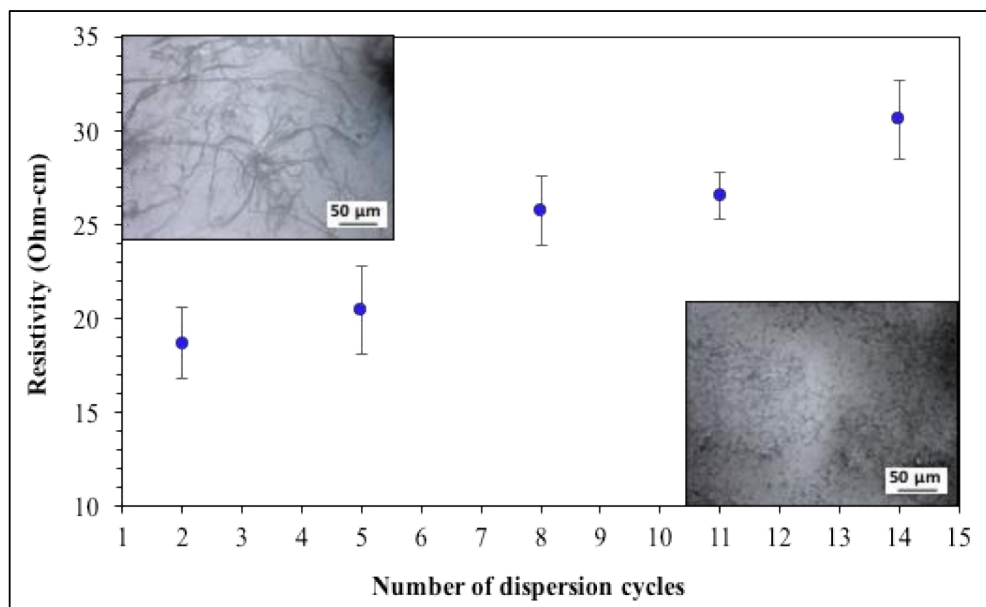 35
30
25
20
15
10
Resistivity (Ohm-cm)
50 μm
50 μm
1 2 3 4 5 6 7 8 9 10 11 12 13 14 15
Number of dispersion cycles